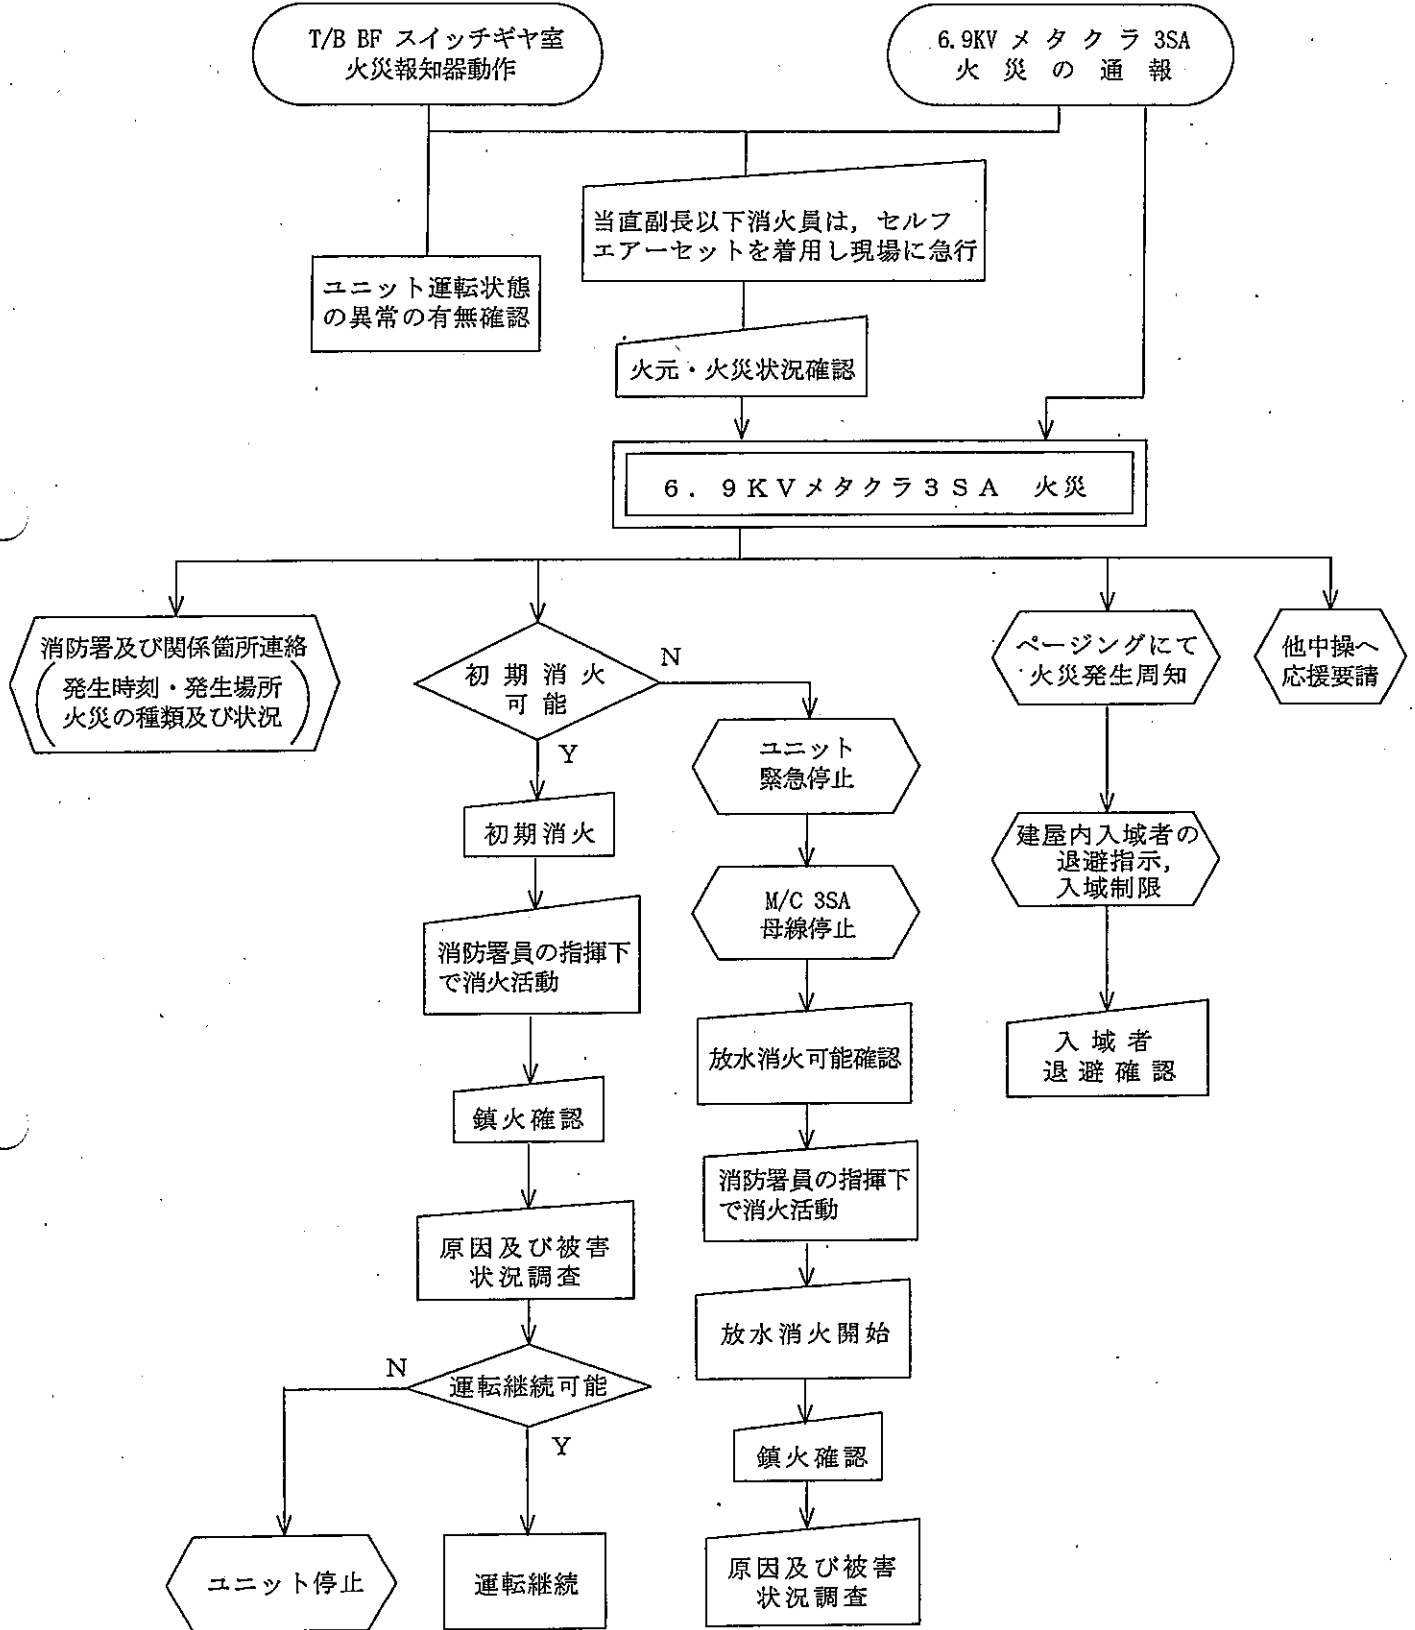 T/B BF スイッチギヤ室
火災報知器動作
6.9KV メタクラ 3SA
火災の通報
当直副長以下消火員は，セルフ
エアーセットを着用し現場に急行
ユニット運転状態
の異常の有無確認
火元・火災状況確認
６．９ＫＶメタクラ３ＳＡ　火災
消防署及び関係箇所連絡
発生時刻・発生場所
火災の種類及び状況
初期消火
可能
N
Y
ページングにて
火災発生周知
他中操へ
応援要請
ユニット
緊急停止
初期消火
建屋内入域者の
退避指示，
入域制限
M/C 3SA
母線停止
消防署員の指揮下
で消火活動
放水消火可能確認
入域者
退避確認
鎮火確認
消防署員の指揮下
で消火活動
原因及び被害
状況調査
放水消火開始
N
運転継続可能
Y
鎮火確認
ユニット停止
運転継続
原因及び被害
状況調査